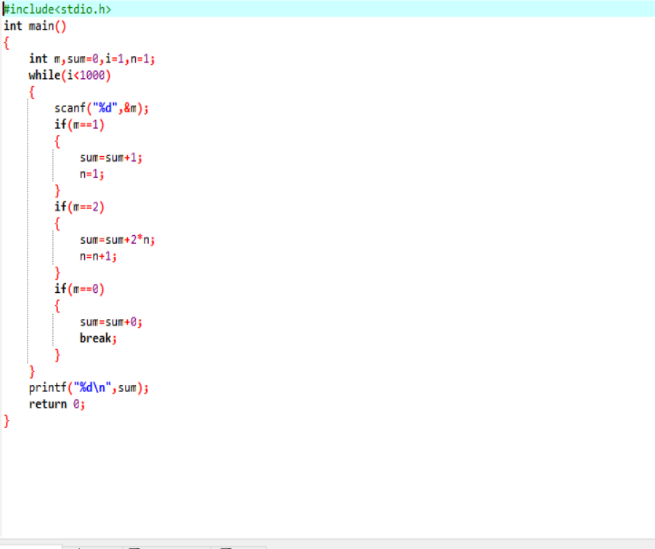 #include<stdio.h>
int main()
{
    int m,sum=0,i=1,n=1;
    while(i<1000)
    {
        scanf("%d",&m);
        if(m==1)
        {
            sum=sum+1;
            n=1;
        }
        if(m==2)
        {
            sum=sum+2*n;
            n=n+1;
        }
        if(m==0)
        {
            sum=sum+0;
            break;
        }
    }
    printf("%d\n",sum);
    return 0;
}